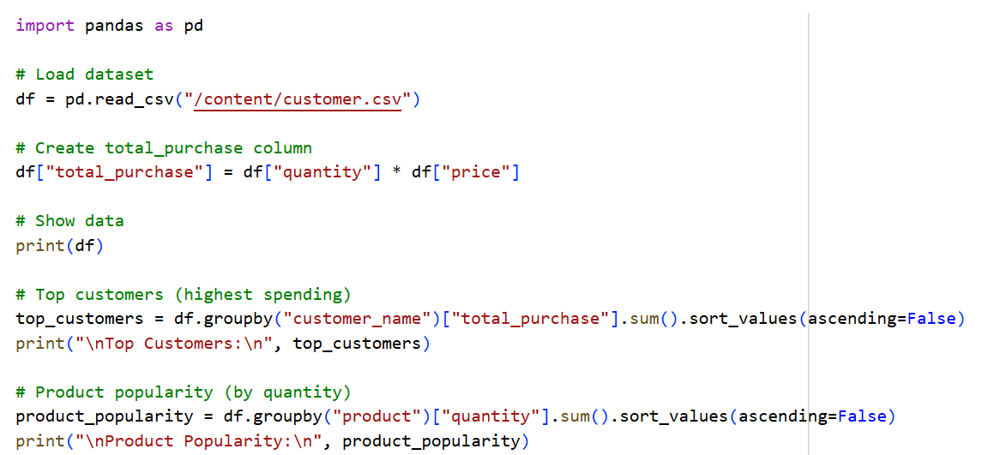 import pandas as pd
# Load dataset
df = pd.read_csv("/content/customer.csv")
# Create total_purchase column
df["total_purchase"] = df["quantity"] * df["price"]
# Show data
print(df)
# Top customers (highest spending)
top_customers = df.groupby("customer_name")["total_purchase"].sum().sort_values(ascending=False)
print("\nTop Customers:\n", top_customers)
# Product popularity (by quantity)
product_popularity = df.groupby("product")["quantity"].sum().sort_values(ascending=False)
print("\nProduct Popularity:\n", product_popularity)